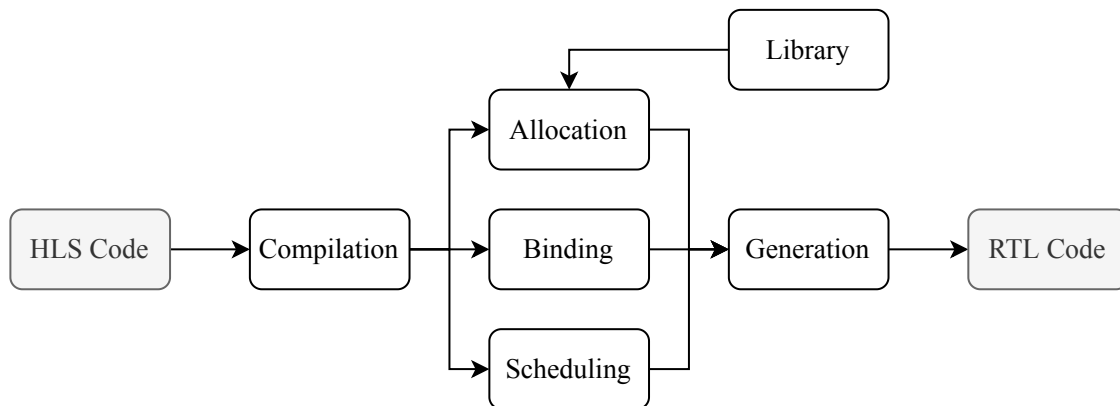 Library
Allocation
HLS Code
Compilation
Binding
Generation
RTL Code
Scheduling